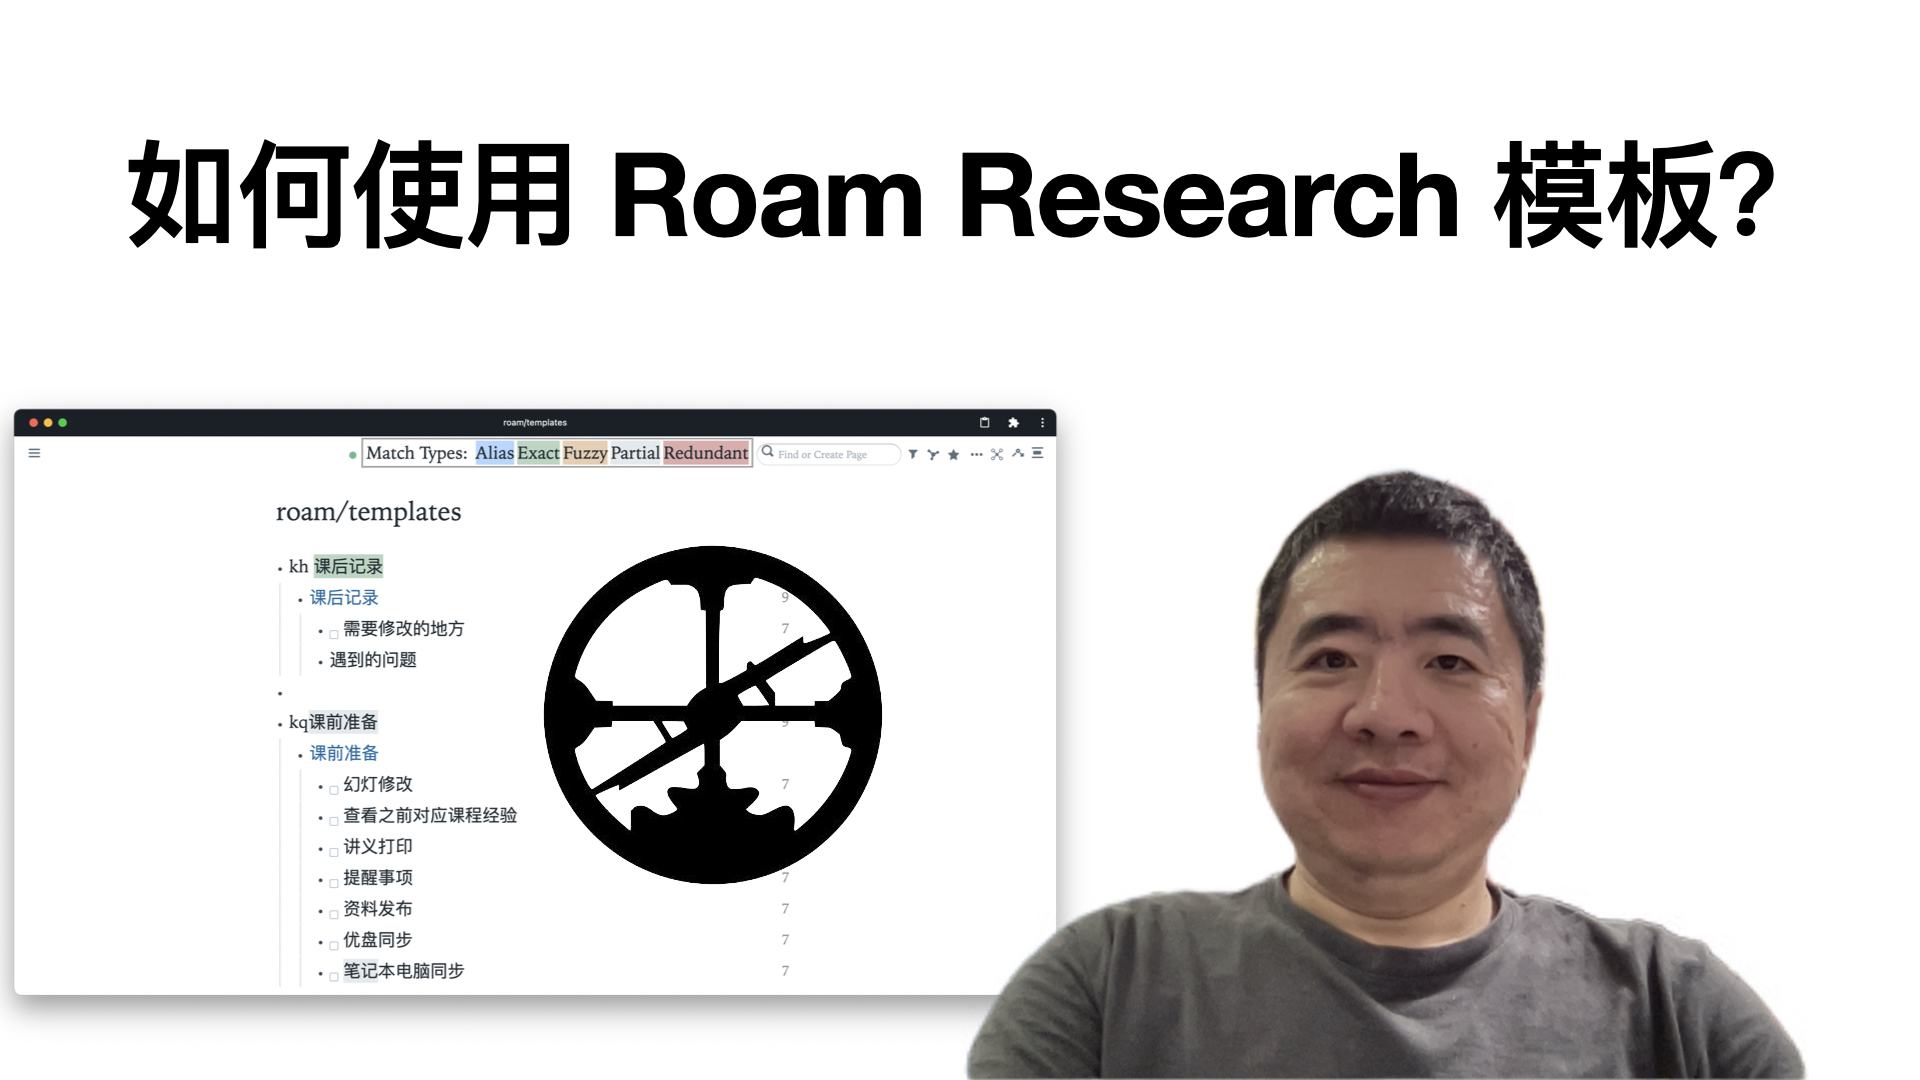 如何使用 Roam Research 模板?
roam/templates
Match Types: Alias Exact Fuzzy Partial Redundant
Find or Create Page
roam/templates
kh 课后记录
课后记录 9
需要修改的地方 7
遇到的问题
kq课前准备 9
课前准备
幻灯修改 7
查看之前对应课程经验
讲义打印
提醒事项 7
资料发布 7
优盘同步 7
笔记本电脑同步 7